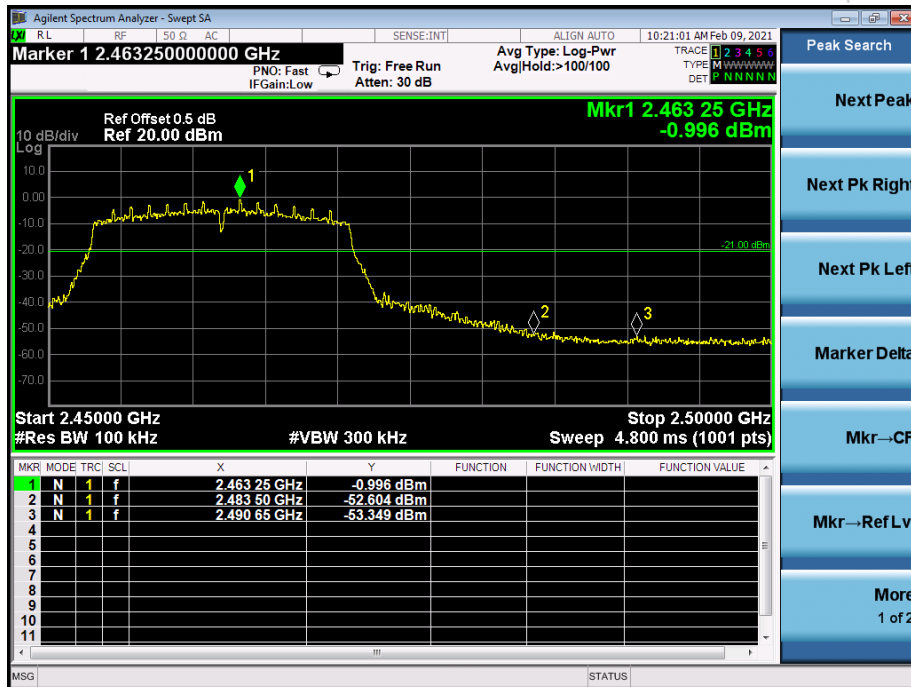 Agilent Spectrum Analyzer - Swept SA
LXI RL RF 50 Ω AC SENSE:INT ALIGN AUTO 10:21:01 AM Feb 09, 2021
Marker 1 2.463250000000 GHz
PNO: Fast
IFGain:Low
Trig: Free Run
Atten: 30 dB
Avg Type: Log-Pwr
Avg|Hold:>100/100
TRACE 1 2 3 4 5 6
TYPE M WWWWW
DET P N N N N N
Peak Search
Ref Offset 0.5 dB
10 dB/div Ref 20.00 dBm
Log
Mkr1 2.463 25 GHz
-0.996 dBm
10.0
0.00
-10.0
-20.0
-30.0
-40.0
-50.0
-60.0
-70.0
1
-21.00 dBm
2
3
Start 2.45000 GHz Stop 2.50000 GHz
#Res BW 100 kHz #VBW 300 kHz Sweep 4.800 ms (1001 pts)
MKR MODE TRC SCL X Y FUNCTION FUNCTION WIDTH FUNCTION VALUE
1 N 1 f 2.463 25 GHz -0.996 dBm
2 N 1 f 2.483 50 GHz -52.604 dBm
3 N 1 f 2.490 65 GHz -53.349 dBm
4
5
6
7
8
9
10
11
MSG STATUS
Next Peak
Next Pk Right
Next Pk Left
Marker Delta
Mkr→CF
Mkr→Ref Lv
More
1 of 2